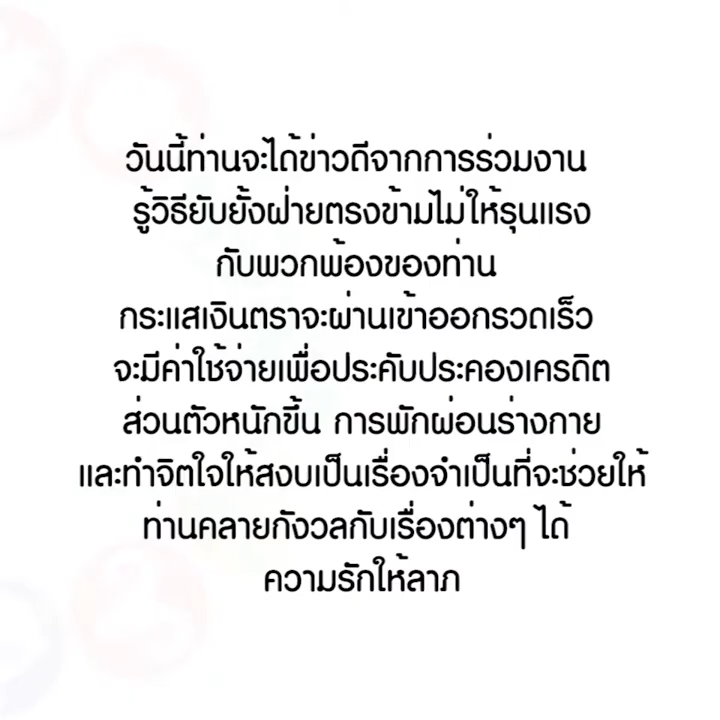 วันนี้ท่านจะได้ข่าวดีจากการร่วมงาน
รู้วิธียับยั้งฝ่ายตรงข้ามไม่ให้รุนแรง
กับพวกพ้องของท่าน
กระแสเงินตราจะผ่านเข้าออกรวดเร็ว
จะมีค่าใช้จ่ายเพื่อประคับประคองเครดิต
ส่วนตัวหนักขึ้น การพักผ่อนร่างกาย
และทำจิตใจให้สงบเป็นเรื่องจำเป็นที่จะช่วยให้
ท่านคลายกังวลกับเรื่องต่างๆ ได้
ความรักให้ลาภ